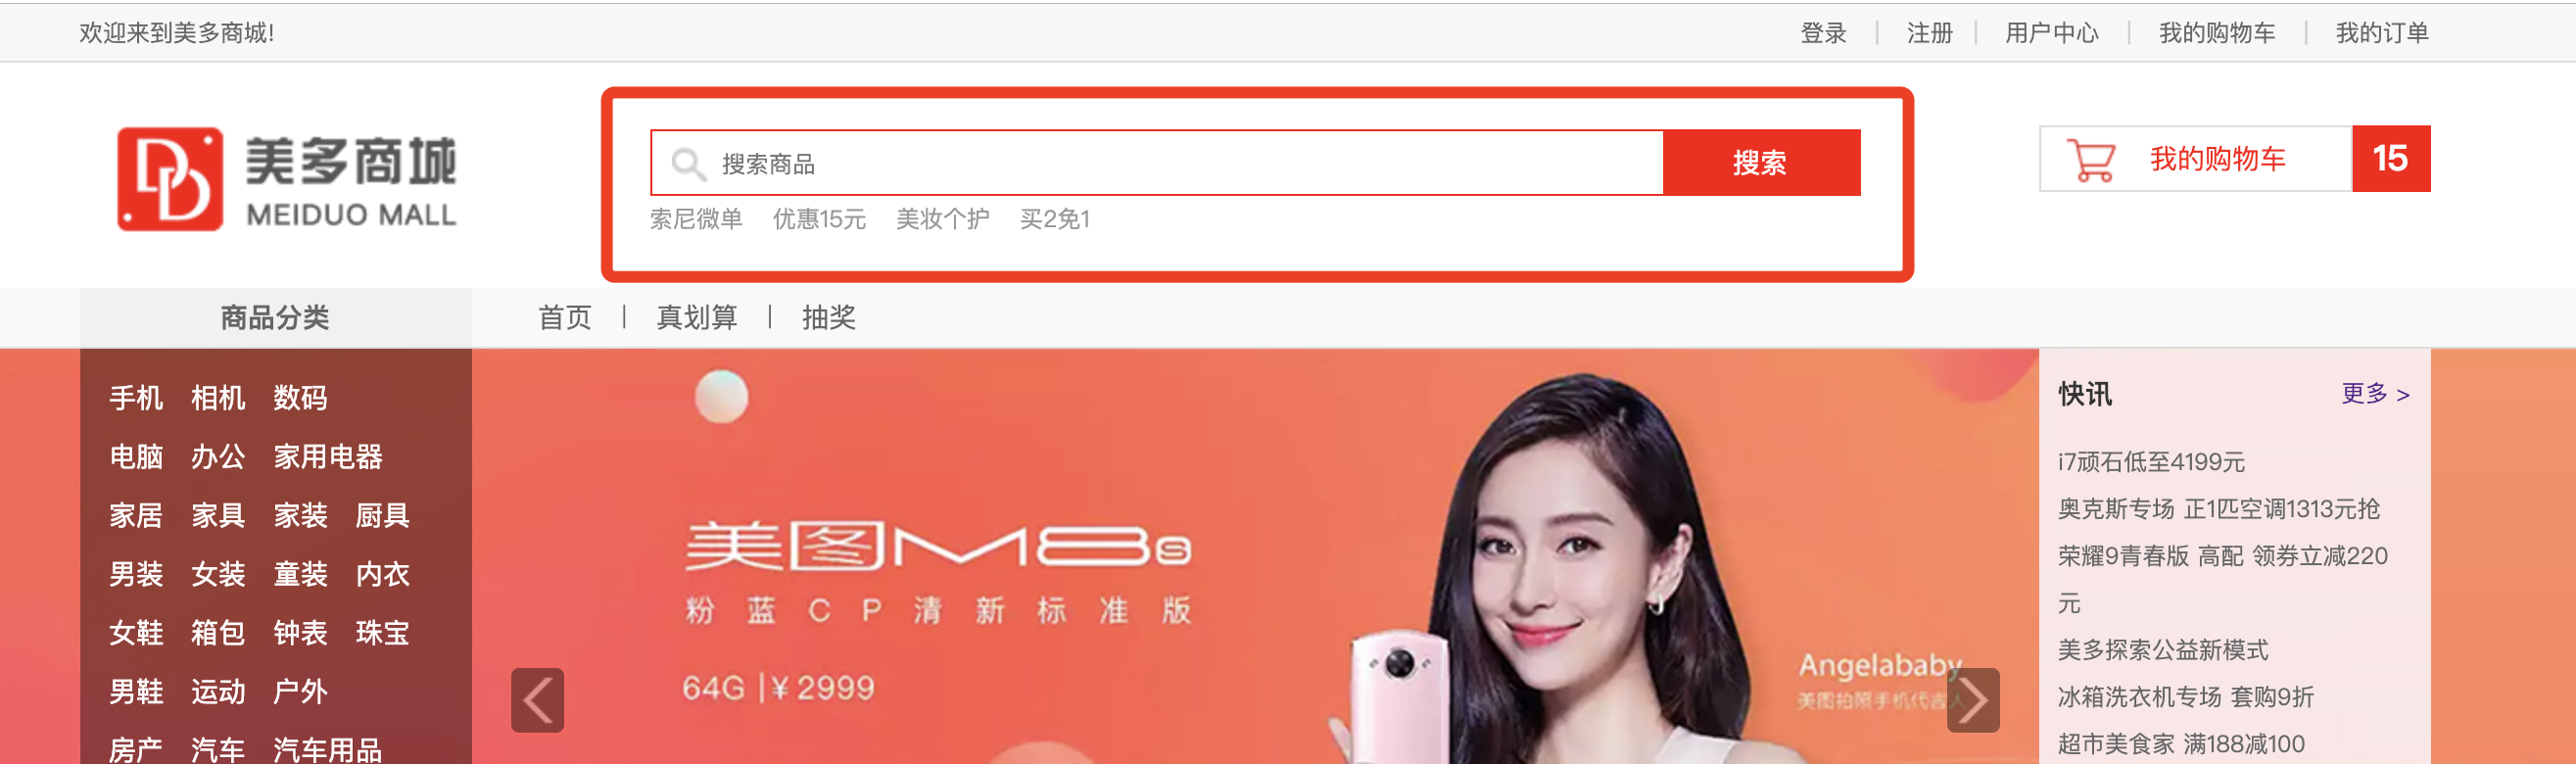 欢迎来到美多商城!
登录 | 注册 | 用户中心 | 我的购物车 | 我的订单
美多商城
MEIDUO MALL
搜索商品
搜索
索尼微单 优惠15元 美妆个护 买2免1
我的购物车 15
商品分类
首页 | 真划算 | 抽奖
手机 相机 数码
电脑 办公 家用电器
家居 家具 家装 厨具
男装 女装 童装 内衣
女鞋 箱包 钟表 珠宝
男鞋 运动 户外
房产 汽车 汽车用品
美图M8s
粉蓝CP清新标准版
64G |¥ 2999
Angelababy
美图拍照手机代言人
快讯
更多 >
i7顽石低至4199元
奥克斯专场 正1匹空调1313元抢
荣耀9青春版 高配 领券立减220
元
美多探索公益新模式
冰箱洗衣机专场 套购9折
超市美食家 满188减100